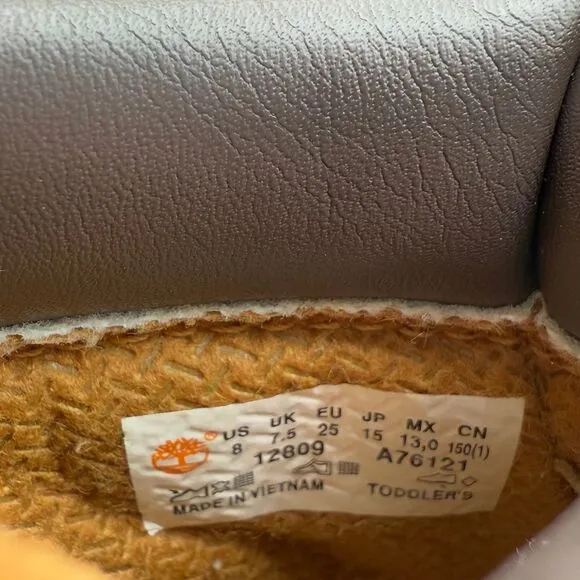 US UK EU JP MX CN
8 7.5 25 15 13,0 150(1)
12809 A76121
MADE IN VIETNAM TODDLER'S